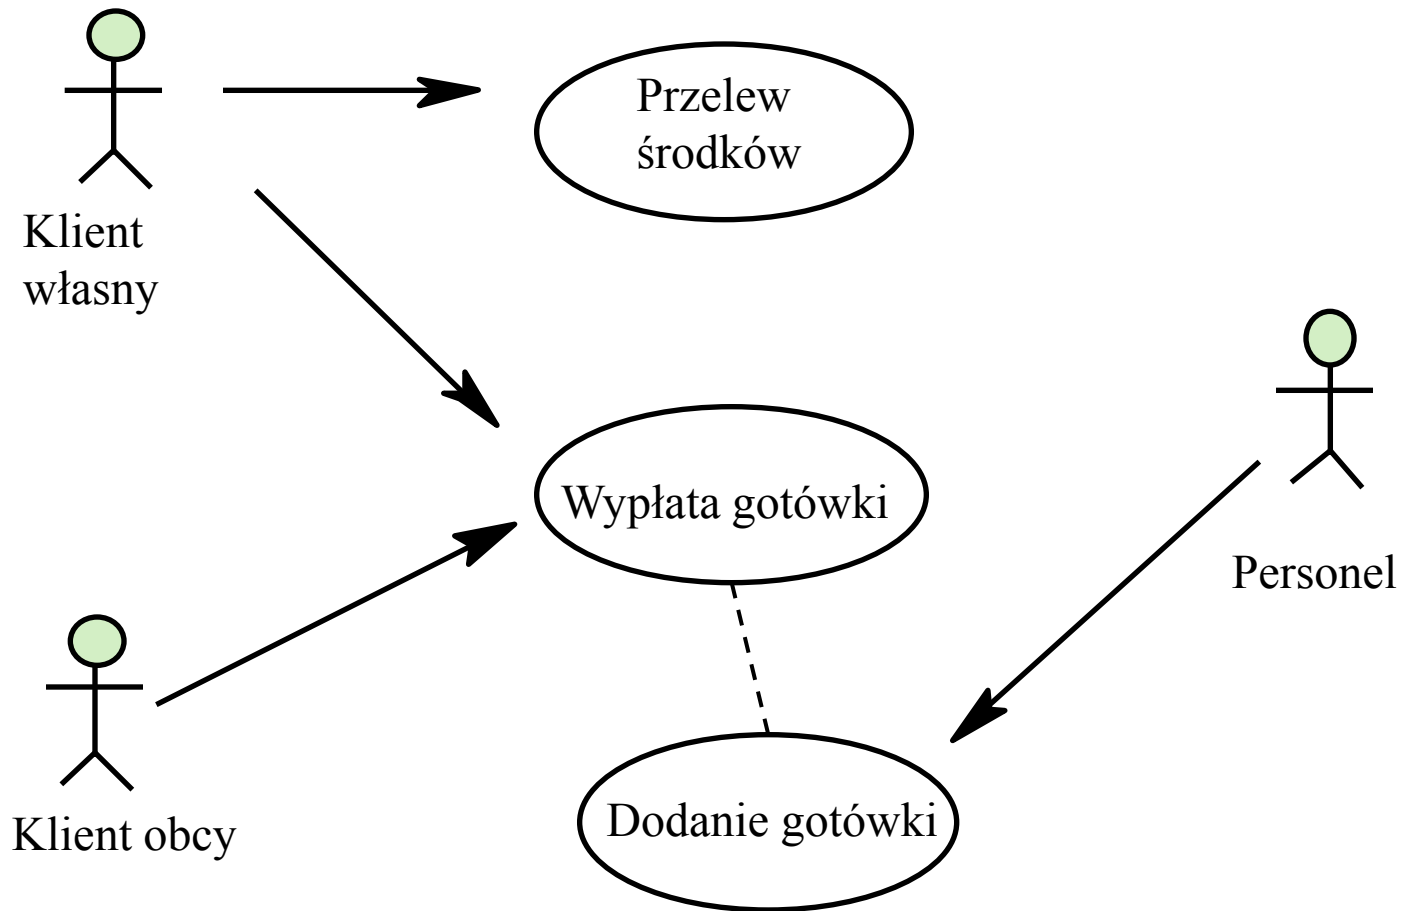 Przelew
środków
Klient
własny
Wypłata gotówki
Personel
Dodanie gotówki
Klient obcy